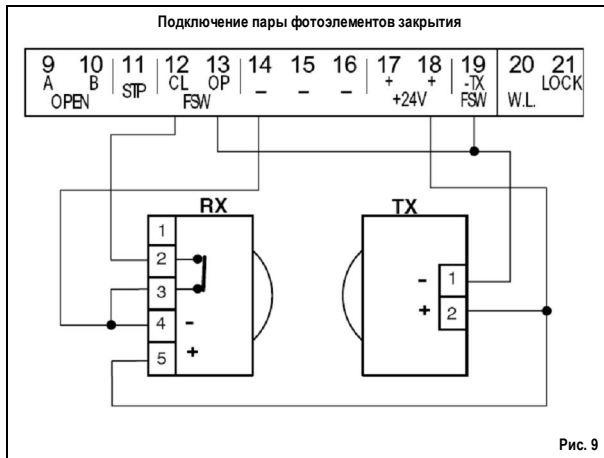 Подключение пары фотоэлементов закрытия
9 10 11 12 13 14 15 16 17 18 19 20 21
A B STP CL OP – – – + + -TX LOCK
OPEN FSW +24V FSW W.L.
RX TX
1
2
3
4 -
5 +
- 1
+ 2
Рис. 9